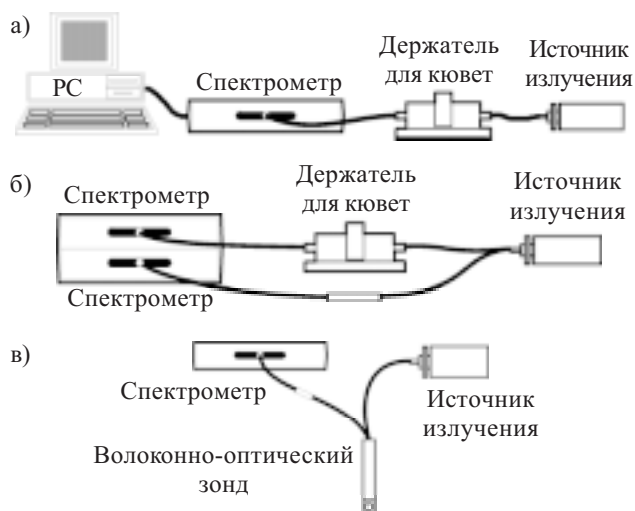 а)
PC
Спектрометр
Держатель
для кювет
Источник
излучения
б)
Спектрометр
Спектрометр
Держатель
для кювет
Источник
излучения
в)
Спектрометр
Источник
излучения
Волоконно-оптический
зонд